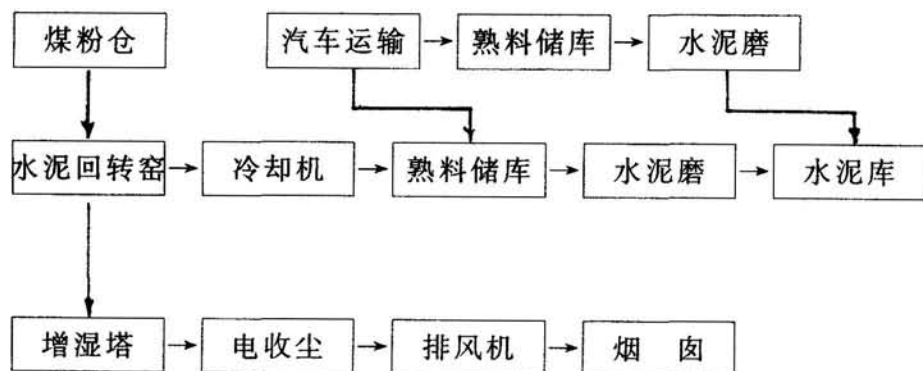 煤粉仓 汽车运输 熟料储库 水泥磨
水泥回转窑 冷却机 熟料储库 水泥磨 水泥库
增湿塔 电收尘 排风机 烟 囱